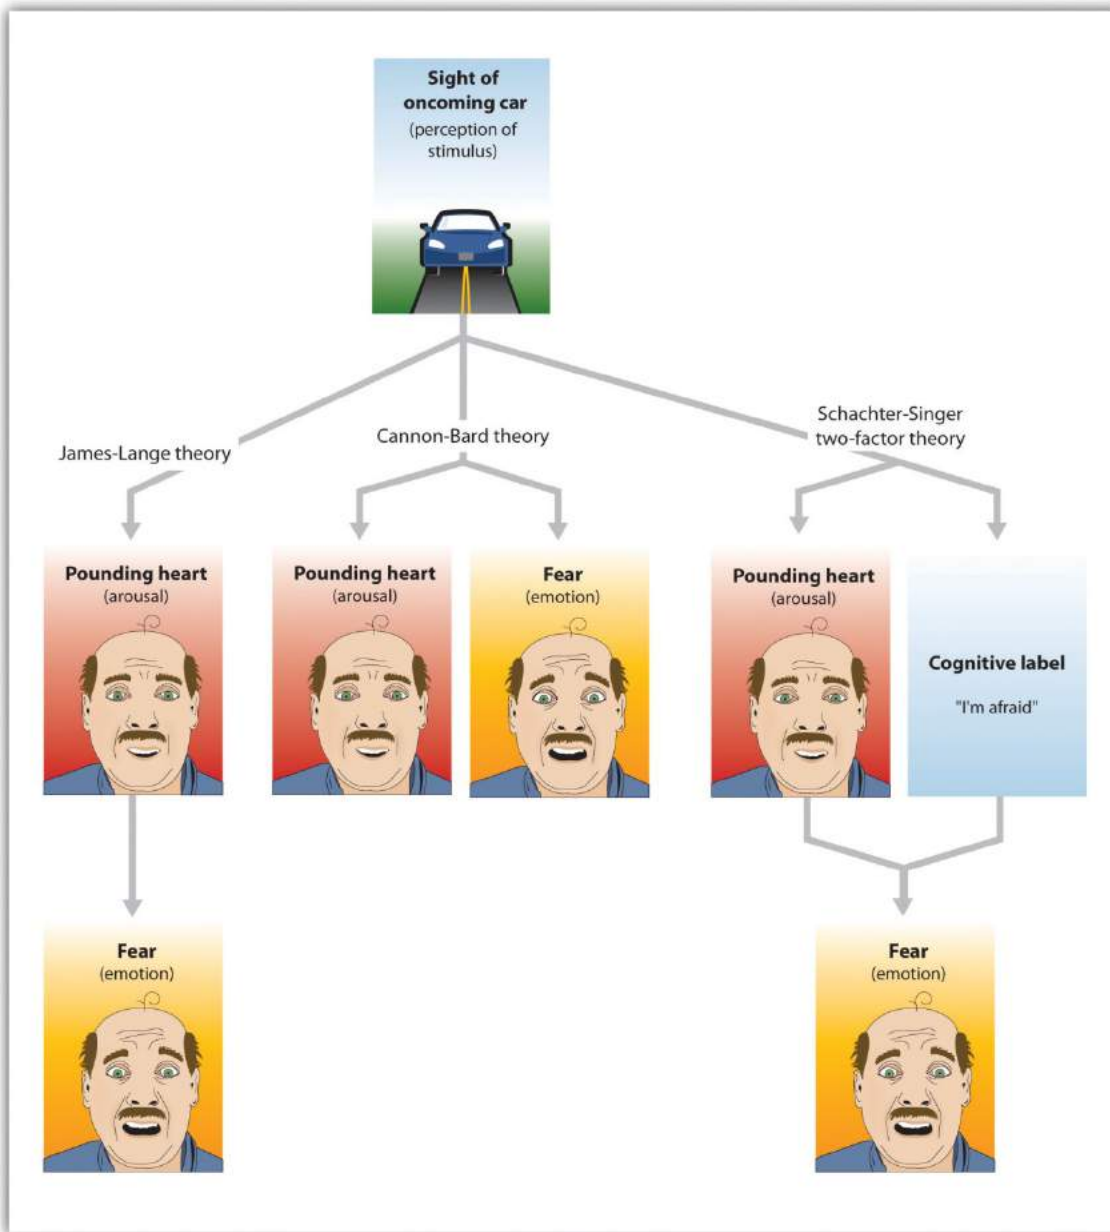 Sight of
oncoming car
(perception of
stimulus)
James-Lange theory
Cannon-Bard theory
Schachter-Singer
two-factor theory
Pounding heart
(arousal)
Pounding heart
(arousal)
Fear
(emotion)
Pounding heart
(arousal)
Cognitive label
"I'm afraid"
Fear
(emotion)
Fear
(emotion)